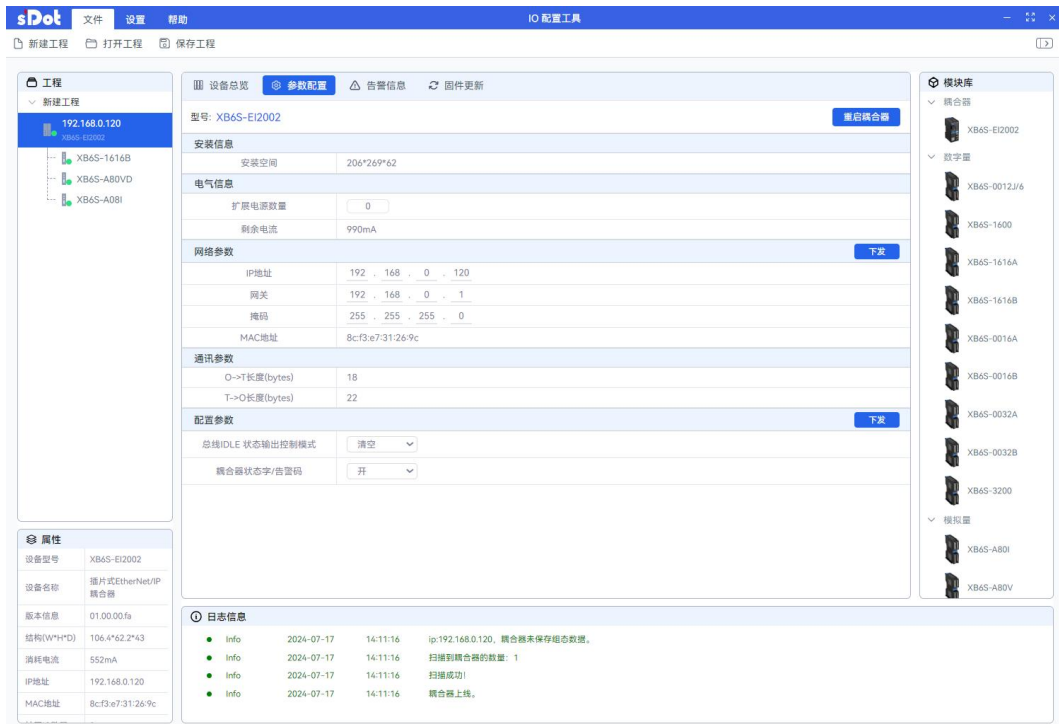 sDot 文件 设置 帮助 IO 配置工具
新建工程 打开工程 保存工程
工程
新建工程
192.168.0.120
XB6S-EI2002
XB6S-1616B
XB6S-A80VD
XB6S-A08I
属性
设备型号 XB6S-EI2002
设备名称 插片式EtherNet/IP
耦合器
版本信息 01.00.00.fa
结构(W*H*D) 106.4*62.2*43
消耗电流 552mA
IP地址 192.168.0.120
MAC地址 8c:f3:e7:31:26:9c
设备总览 参数配置 告警信息 固件更新
型号: XB6S-EI2002 重启耦合器
安装信息
安装空间 206*269*62
电气信息
扩展电源数量 0
剩余电流 990mA
网络参数 下发
IP地址 192 . 168 . 0 . 120
网关 192 . 168 . 0 . 1
掩码 255 . 255 . 255 . 0
MAC地址 8c:f3:e7:31:26:9c
通讯参数
O->T长度(bytes) 18
T->O长度(bytes) 22
配置参数 下发
总线IDLE 状态输出控制模式 清空
耦合器状态字/告警码 开
日志信息
Info 2024-07-17 14:11:16 ip:192.168.0.120, 耦合器未保存组态数据。
Info 2024-07-17 14:11:16 扫描到耦合器的数量: 1
Info 2024-07-17 14:11:16 扫描成功!
Info 2024-07-17 14:11:16 耦合器上线。
模块库
耦合器
XB6S-EI2002
数字量
XB6S-0012J/6
XB6S-1600
XB6S-1616A
XB6S-1616B
XB6S-0016A
XB6S-0016B
XB6S-0032A
XB6S-0032B
XB6S-3200
模拟量
XB6S-A80I
XB6S-A80V